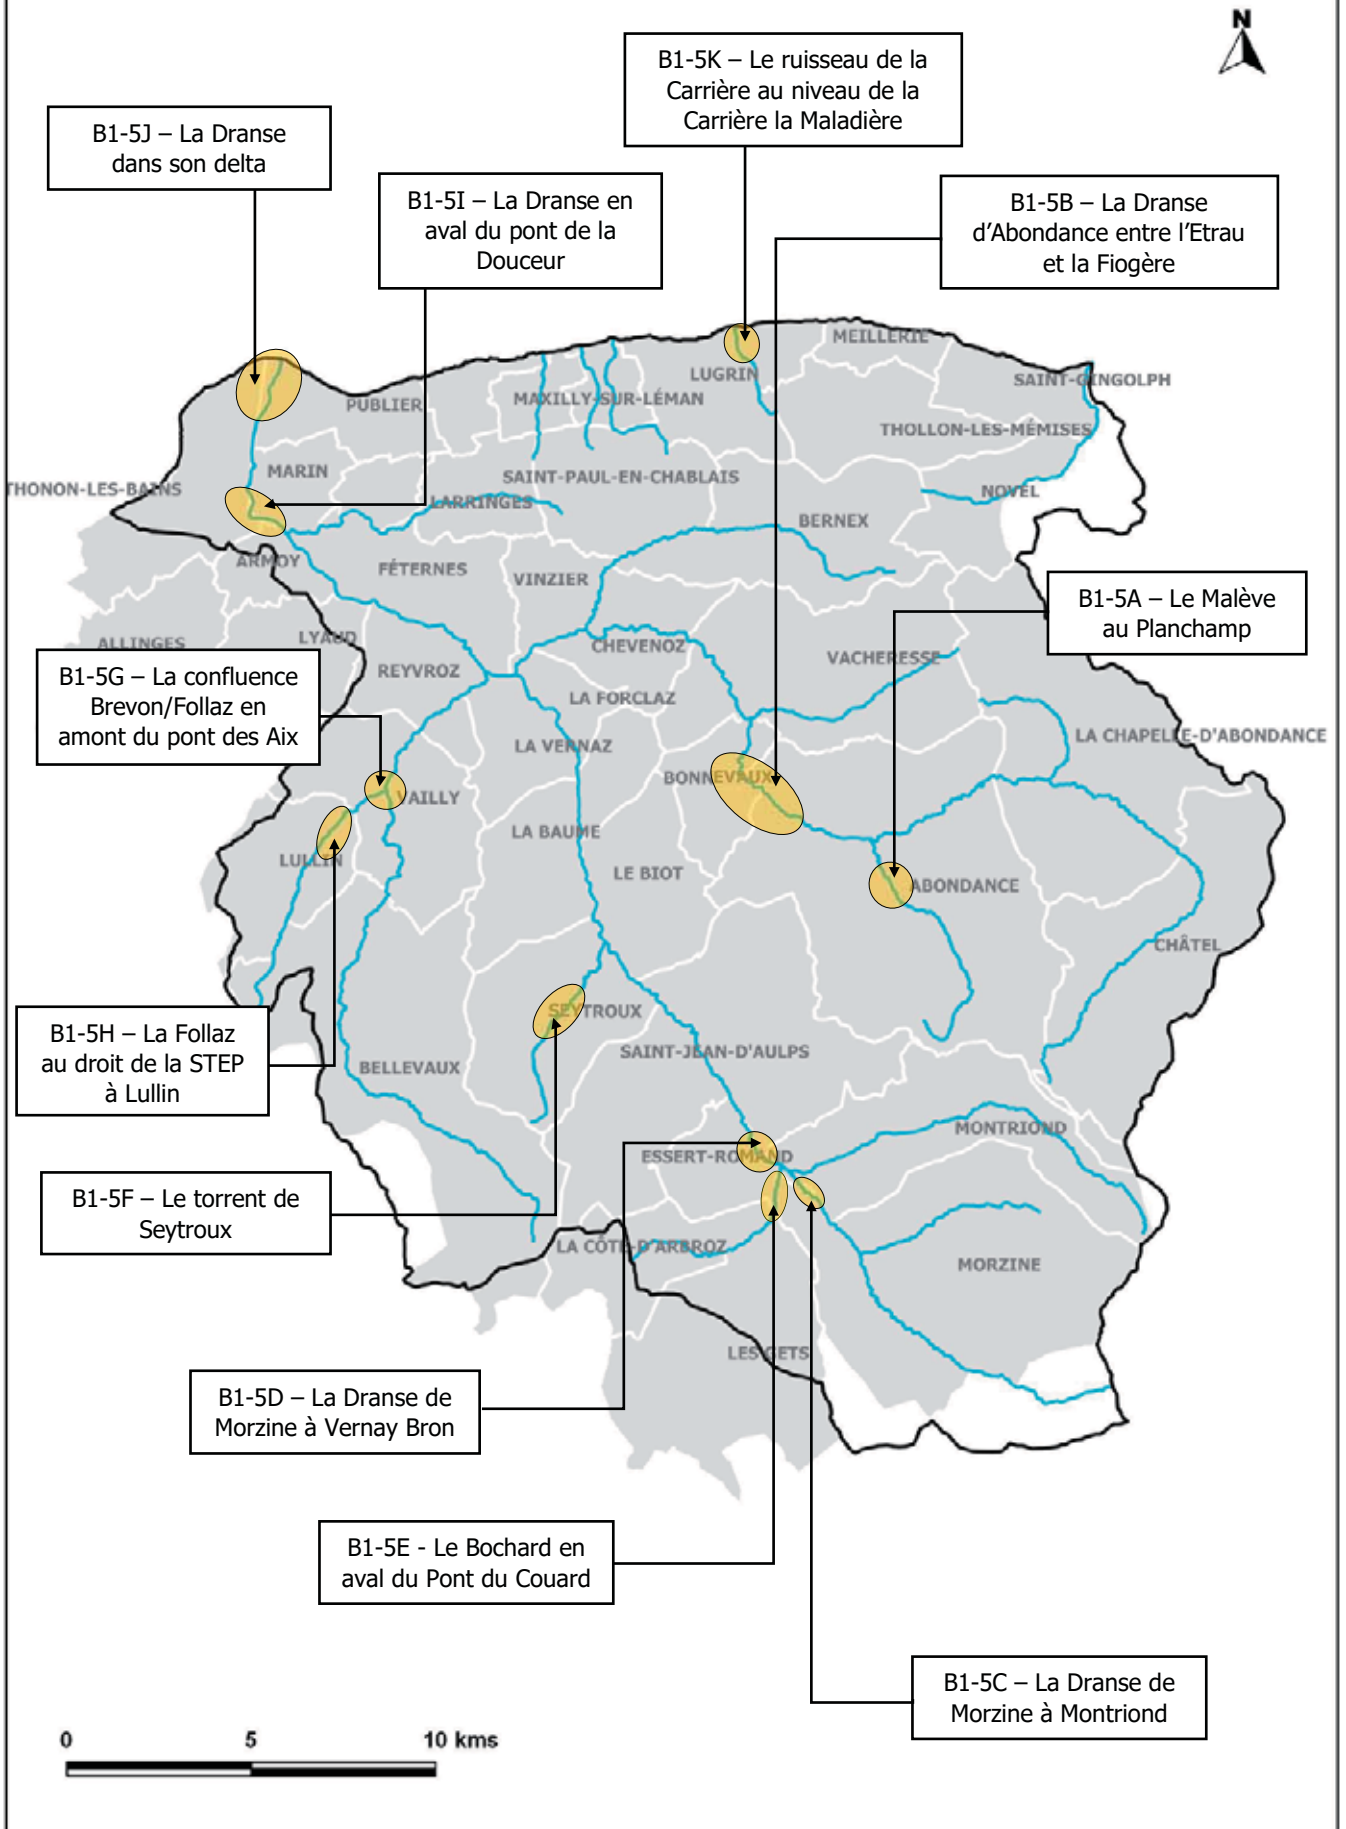 N
B1-5K – Le ruisseau de la
Carrière au niveau de la
Carrière la Maladière
B1-5J – La Dranse
dans son delta
B1-5I – La Dranse en
aval du pont de la
Douceur
B1-5B – La Dranse
d'Abondance entre l'Etrau
et la Fiogère
MEILLERIE
LUGRIN
SAINT-GINGOLPH
PUBLIER
MAXILLY-SUR-LÉMAN
THOLLON-LES-MÉMISES
MARIN
SAINT-PAUL-EN-CHABLAIS
THONON-LES-BAINS
LARRINGES
NOVEL
BERNEX
ARMOY
FÉTERNES
VINZIER
B1-5A – Le Malève
au Planchamp
ALLINGES
LYAUD
CHEVENOZ
VACHERESSE
REYVROZ
B1-5G – La confluence
Brevon/Follaz en
amont du pont des Aix
LA FORCLAZ
LA VERNAZ
LA CHAPELLE-D'ABONDANCE
BONNEVAUX
VAILLY
LA BAUME
LULLIN
LE BIOT
ABONDANCE
CHÂTEL
SEYTROUX
B1-5H – La Follaz
au droit de la STEP
à Lullin
SAINT-JEAN-D'AULPS
BELLEVAUX
MONTRIOND
ESSERT-ROMAND
B1-5F – Le torrent de
Seytroux
LA CÔTE-D'ARBROZ
MORZINE
LES GETS
B1-5D – La Dranse de
Morzine à Vernay Bron
B1-5E - Le Bochard en
aval du Pont du Couard
B1-5C – La Dranse de
Morzine à Montriond
0 5 10 kms